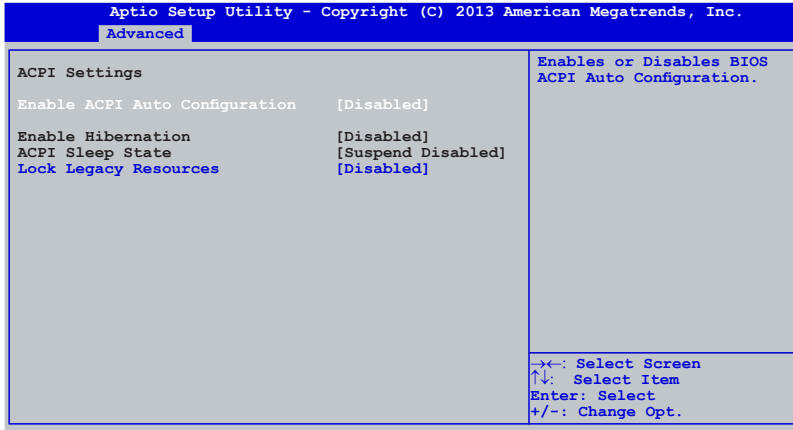 Aptio Setup Utility - Copyright (C) 2013 American Megatrends, Inc.
Advanced
ACPI Settings
Enable ACPI Auto Configuration [Disabled]
Enable Hibernation [Disabled]
ACPI Sleep State [Suspend Disabled]
Lock Legacy Resources [Disabled]
Enables or Disables BIOS
ACPI Auto Configuration.
→←: Select Screen
↑↓: Select Item
Enter: Select
+/-: Change Opt.